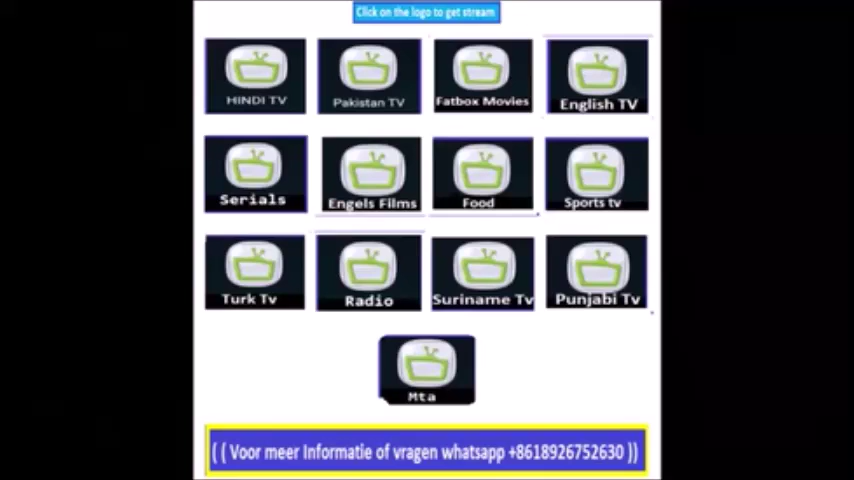 Click on the logo to get stream
HINDI TV
Pakistan TV
Fatbox Movies
English TV
Serials
Engels Films
Food
Sports tv
Turk Tv
Radio
Suriname Tv
Punjabi Tv
Mta
( ( Voor meer Informatie of vragen whatsapp +8618926752630 ))